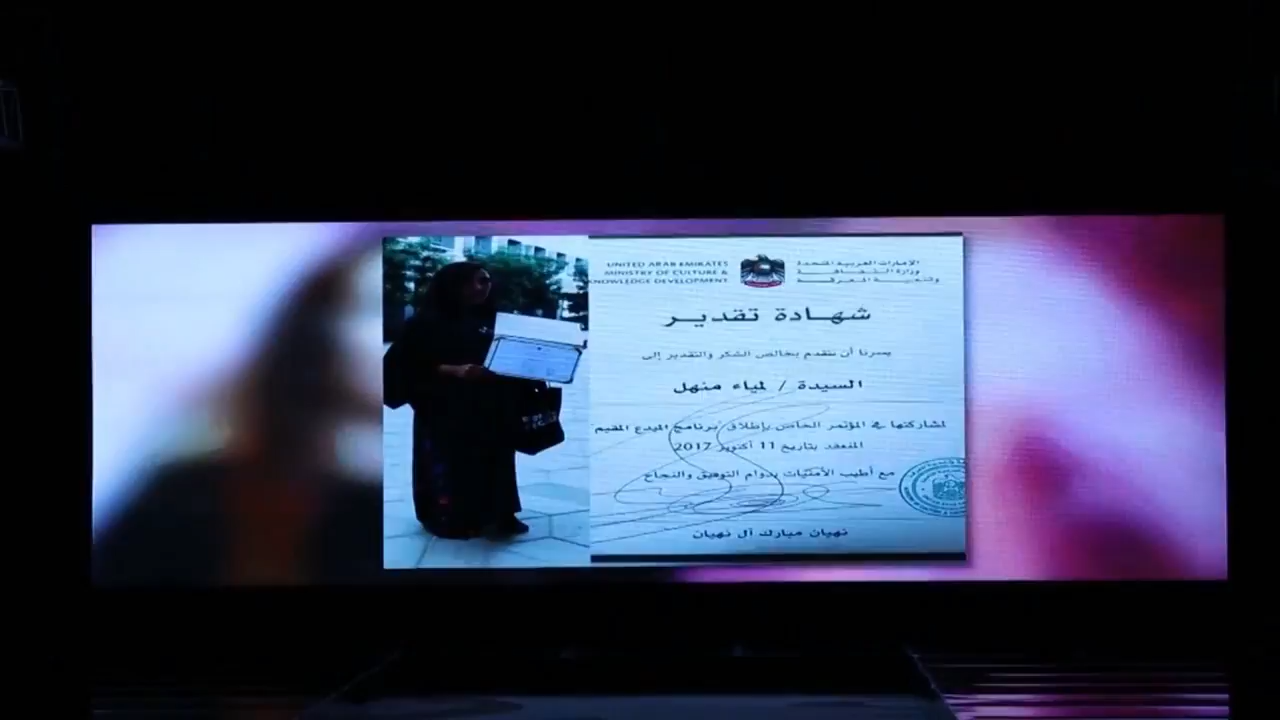 UNITED ARAB EMIRATES
MINISTRY OF CULTURE &
KNOWLEDGE DEVELOPMENT
الإمارات العربية المتحدة
وزارة الثقافة
وتنمية المعرفة
شهادة تقدير
يسرنا أن نتقدم بخالص الشكر والتقدير إلى
السيدة / لمياء منهل
لمشاركتها في المؤتمر الخاص بإطلاق "برنامج المبدع المقيم"
المنعقد بتاريخ 11 أكتوبر 2017
مع أطيب الأمنيات بدوام التوفيق والنجاح
نهيان مبارك آل نهيان